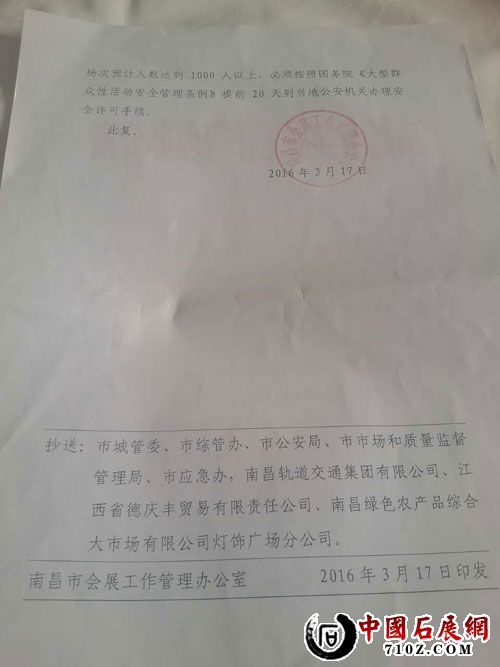 场次预计人数达到 1000 人以上，必须按照国务院《大型群
众性活动安全管理条例》提前 20 天到当地公安机关办理安
全许可手续。
此复。
2016 年 3 月 17 日
抄送：市城管委、市综管办、市公安局、市市场和质量监督
管理局、市应急办，南昌轨道交通集团有限公司、江
西省德庆丰贸易有限责任公司、南昌绿色农产品综合
大市场有限公司灯饰广场分公司。
南昌市会展工作管理办公室 2016 年 3 月 17 日印发
中國石展網
710Z.COM